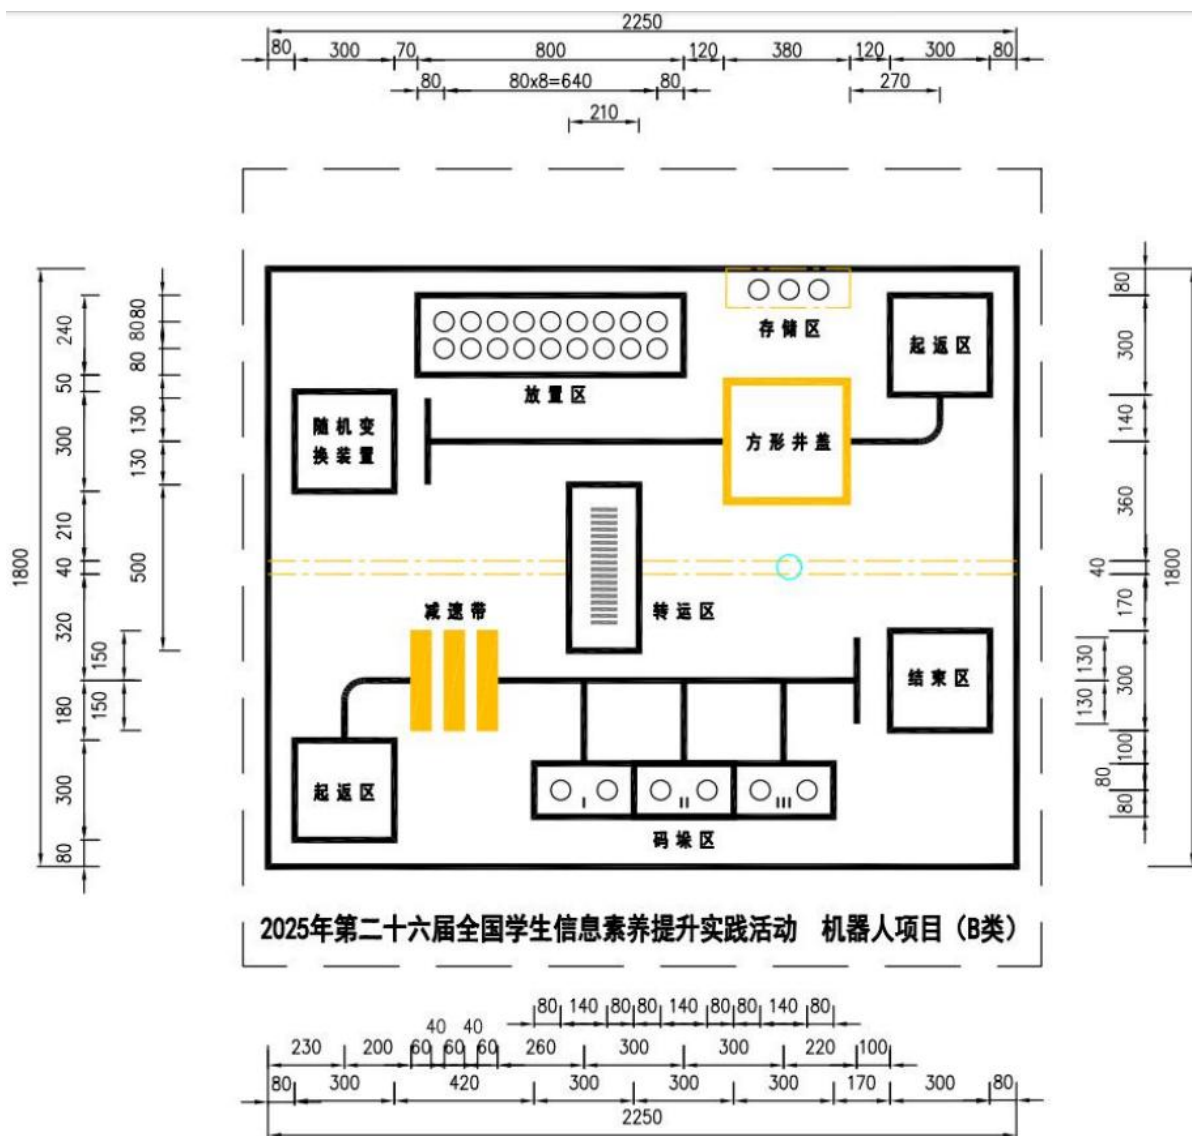 2250
80 300 70 800 120 380 120 300 80
80 80x8=640 80 270
210
240 50 300 210 40 320 180 300 80
1800
80 80 80 130 130 500 150 150
80 300 140 360 40 170 300 100 80 80
130 130
1800
存储区
起返区
放置区
随机变
换装置
方形井盖
减速带
转运区
结束区
起返区
I II III
码垛区
2025年第二十六届全国学生信息素养提升实践活动 机器人项目（B类）
80 140 80 80 140 80 80 140 80
40 40
230 200 60 60 60 260 300 300 220 100
80 300 420 300 300 300 170 300 80
2250